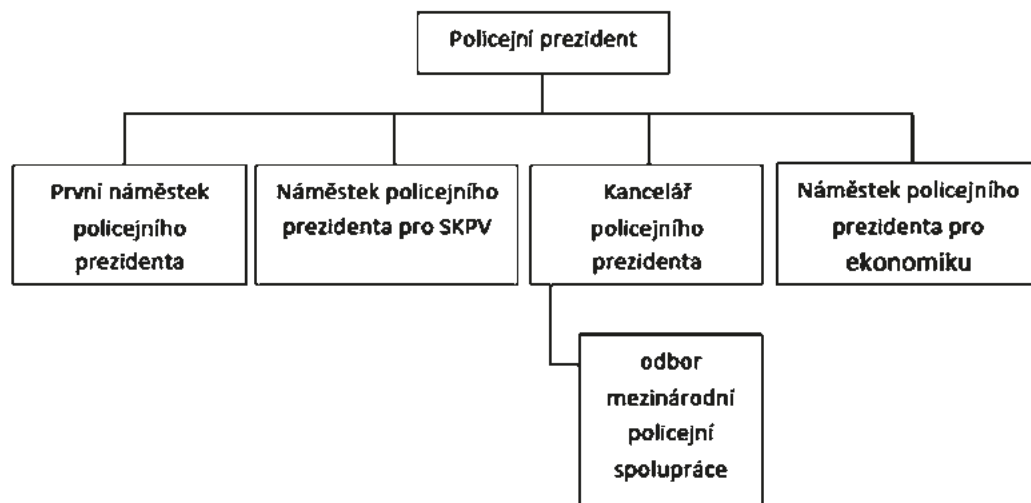 Policejní prezident
První náměstek
policejního
prezidenta
Náměstek policejního
prezidenta pro SKPV
Kancelář
policejního
prezidenta
Náměstek policejního
prezidenta pro
ekonomiku
odbor
mezinárodní
policejní
spolupráce